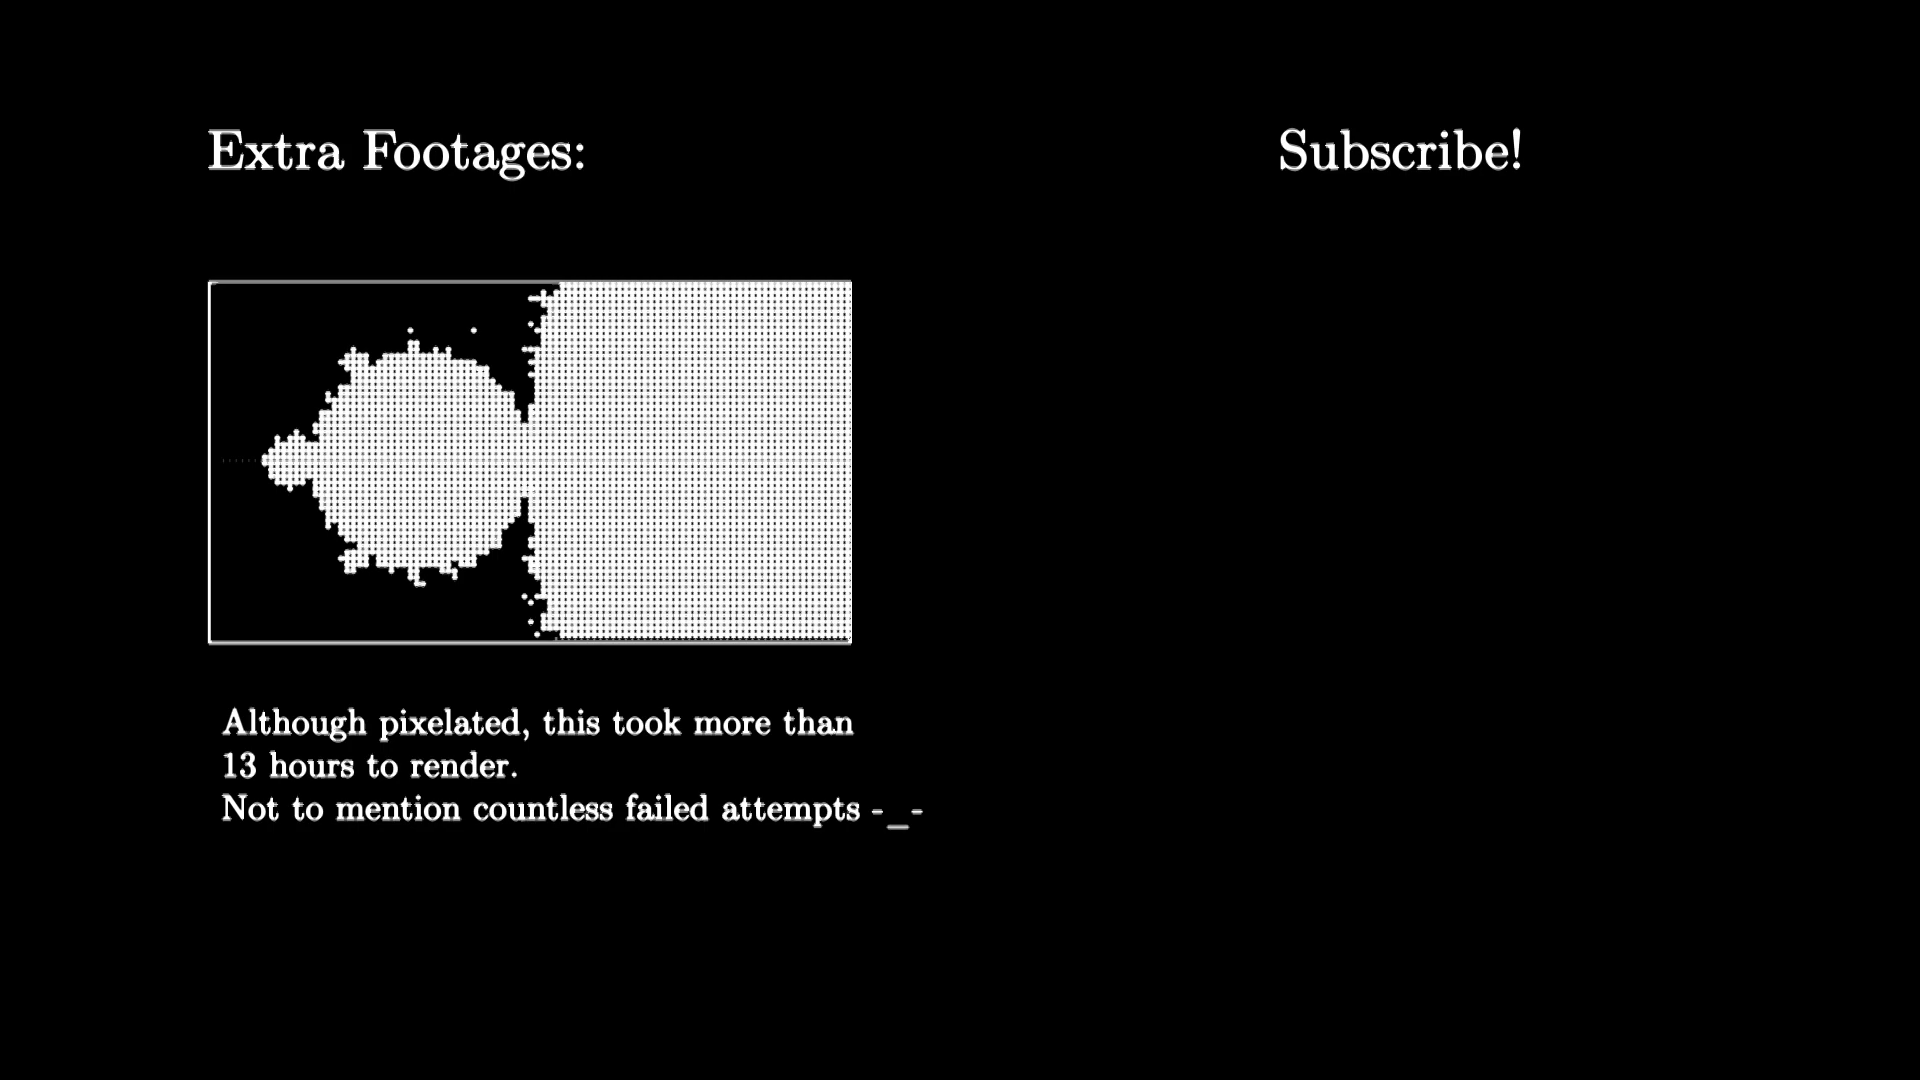 Extra Footages:
Subscribe!
Although pixelated, this took more than
13 hours to render.
Not to mention countless failed attempts -_-